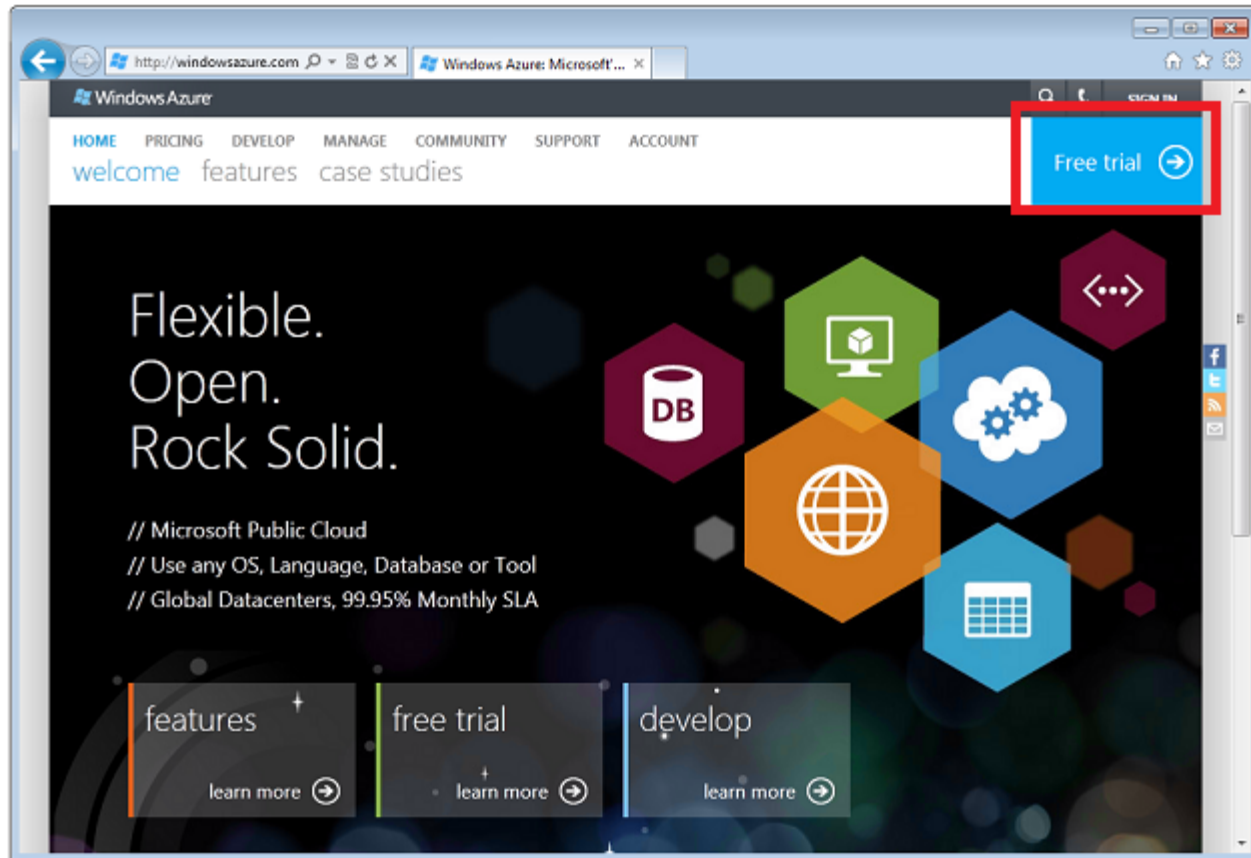 http://windowsazure.com
Windows Azure: Microsoft'...
Windows Azure
SIGN IN
HOME PRICING DEVELOP MANAGE COMMUNITY SUPPORT ACCOUNT
welcome features case studies
Free trial
Flexible.
Open.
Rock Solid.
DB
// Microsoft Public Cloud
// Use any OS, Language, Database or Tool
// Global Datacenters, 99.95% Monthly SLA
features
learn more
free trial
learn more
develop
learn more